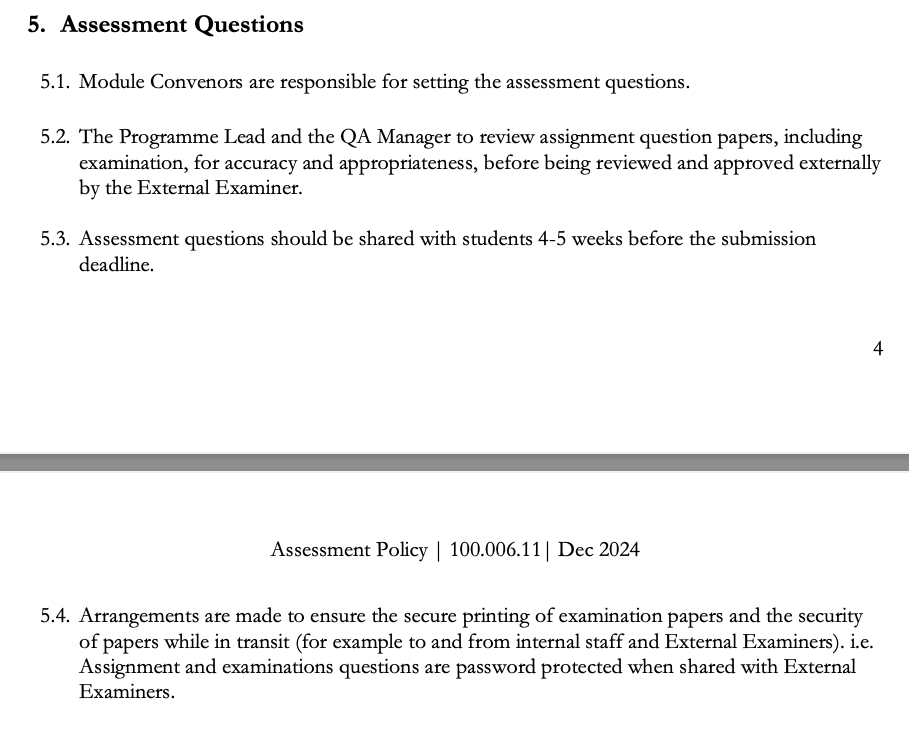 5. Assessment Questions
5.1. Module Convenors are responsible for setting the assessment questions.
5.2. The Programme Lead and the QA Manager to review assignment question papers, including
examination, for accuracy and appropriateness, before being reviewed and approved externally
by the External Examiner.
5.3. Assessment questions should be shared with students 4-5 weeks before the submission
deadline.
4
Assessment Policy | 100.006.11| Dec 2024
5.4. Arrangements are made to ensure the secure printing of examination papers and the security
of papers while in transit (for example to and from internal staff and External Examiners). i.e.
Assignment and examinations questions are password protected when shared with External
Examiners.